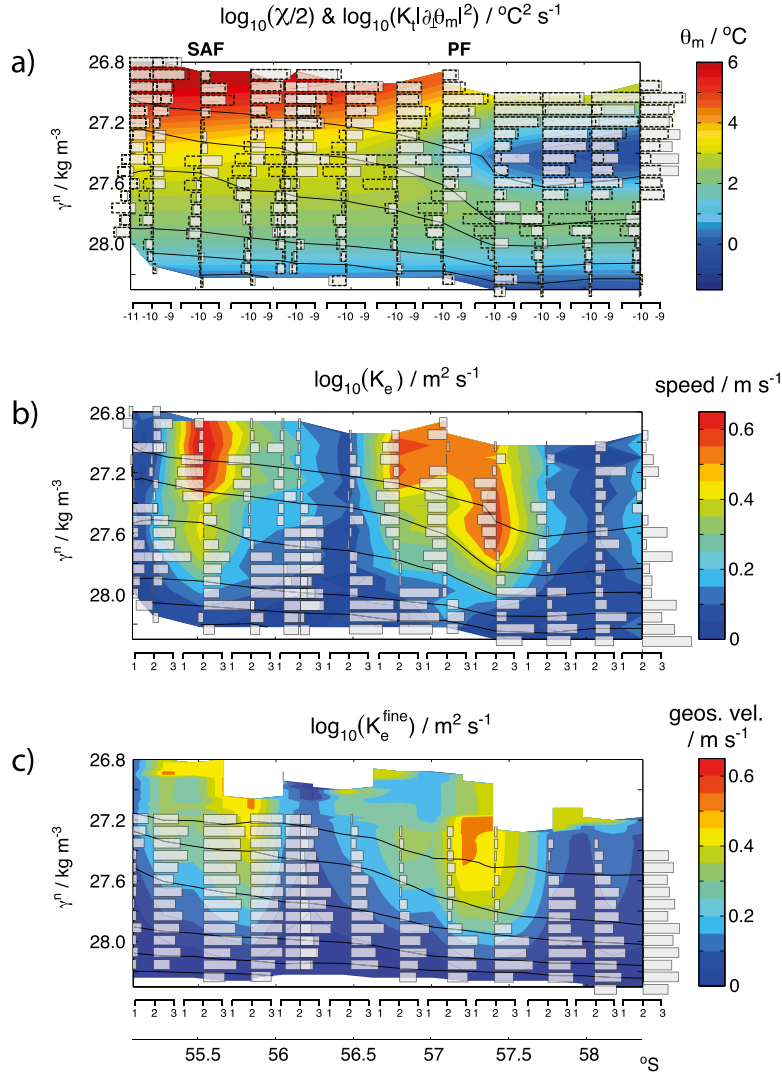 log10(χ/2) & log10(Kt|∂⊥θm|²) / °C² s⁻¹
SAF PF θm / °C
a)
26.8
27.2
27.6
28.0
γⁿ / kg m⁻³
6
4
2
0
-11 -10 -9 -10 -9 -10 -9 -10 -9 -10 -9 -10 -9 -10 -9 -10 -9 -10 -9 -10 -9 -10 -9 -10 -9
log10(Ke) / m² s⁻¹ speed / m s⁻¹
b)
26.8
27.2
27.6
28.0
γⁿ / kg m⁻³
0.6
0.4
0.2
0
1 2 3 1 2 3 1 2 3 1 2 3 1 2 3 1 2 3 1 2 3 1 2 3 1 2 3 1 2 3
log10(Ke^fine) / m² s⁻¹ geos. vel.
/ m s⁻¹
c)
26.8
27.2
27.6
28.0
γⁿ / kg m⁻³
0.6
0.4
0.2
0
1 2 3 1 2 3 1 2 3 1 2 3 1 2 3 1 2 3 1 2 3 1 2 3 1 2 3 1 2 3
55.5 56 56.5 57 57.5 58 °S